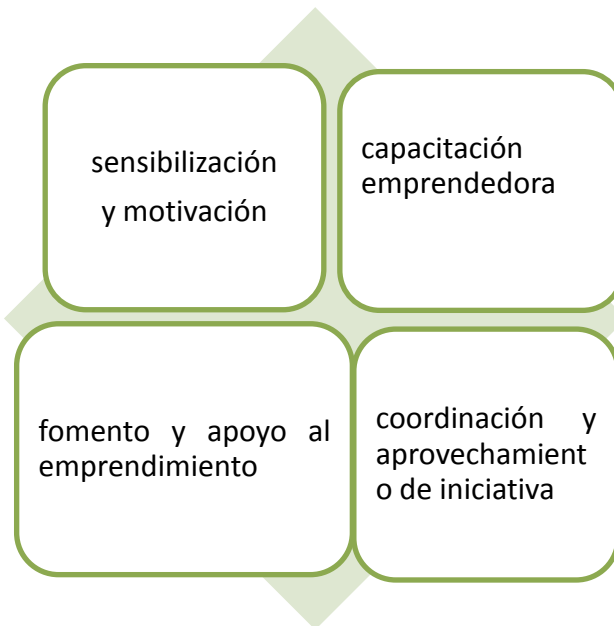 sensibilización
y motivación
capacitación
emprendedora
fomento y apoyo al
emprendimiento
coordinación y
aprovechamient
o de iniciativa